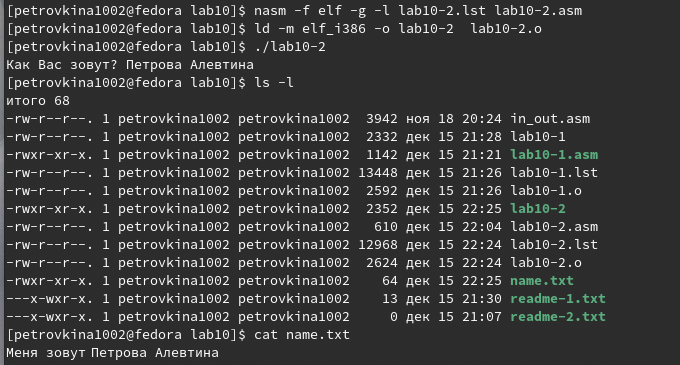 [petrovkina1002@fedora lab10]$ nasm -f elf -g -l lab10-2.lst lab10-2.asm
[petrovkina1002@fedora lab10]$ ld -m elf_i386 -o lab10-2  lab10-2.o
[petrovkina1002@fedora lab10]$ ./lab10-2
Как Вас зовут? Петрова Алевтина
[petrovkina1002@fedora lab10]$ ls -l
итого 68
-rw-r--r--. 1 petrovkina1002 petrovkina1002  3942 ноя 18 20:24 in_out.asm
-rw-r--r--. 1 petrovkina1002 petrovkina1002  2332 дек 15 21:28 lab10-1
-rwxr-xr-x. 1 petrovkina1002 petrovkina1002  1142 дек 15 21:21 lab10-1.asm
-rw-r--r--. 1 petrovkina1002 petrovkina1002 13448 дек 15 21:26 lab10-1.lst
-rw-r--r--. 1 petrovkina1002 petrovkina1002  2592 дек 15 21:26 lab10-1.o
-rwxr-xr-x. 1 petrovkina1002 petrovkina1002  2352 дек 15 22:25 lab10-2
-rw-r--r--. 1 petrovkina1002 petrovkina1002   610 дек 15 22:04 lab10-2.asm
-rw-r--r--. 1 petrovkina1002 petrovkina1002 12968 дек 15 22:24 lab10-2.lst
-rw-r--r--. 1 petrovkina1002 petrovkina1002  2624 дек 15 22:24 lab10-2.o
-rwxr-xr-x. 1 petrovkina1002 petrovkina1002    64 дек 15 22:25 name.txt
---x-wxr-x. 1 petrovkina1002 petrovkina1002    13 дек 15 21:30 readme-1.txt
---x-wxr-x. 1 petrovkina1002 petrovkina1002     0 дек 15 21:07 readme-2.txt
[petrovkina1002@fedora lab10]$ cat name.txt
Меня зовут Петрова Алевтина